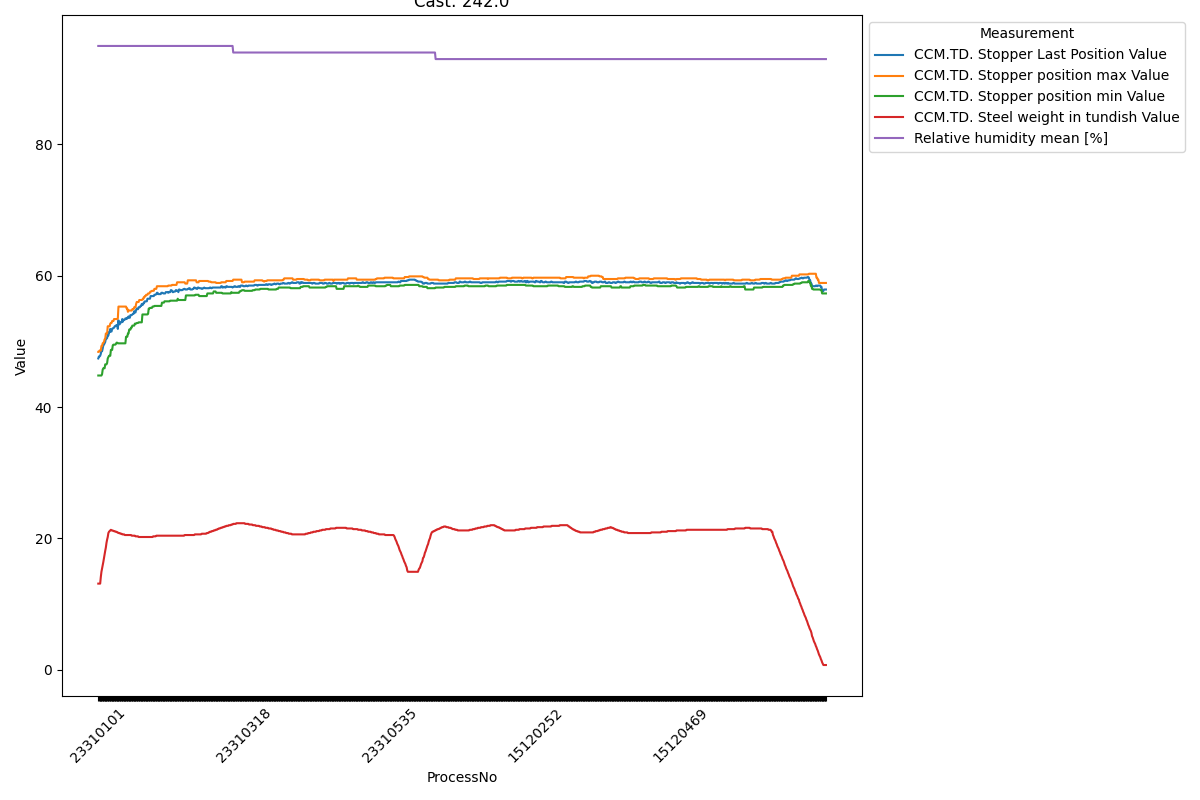 Cast: 242.0
Measurement
CCM.TD. Stopper Last Position Value
CCM.TD. Stopper position max Value
CCM.TD. Stopper position min Value
CCM.TD. Steel weight in tundish Value
Relative humidity mean [%]
80
60
40
20
0
Value
23310101
23310318
23310535
15120252
15120469
ProcessNo